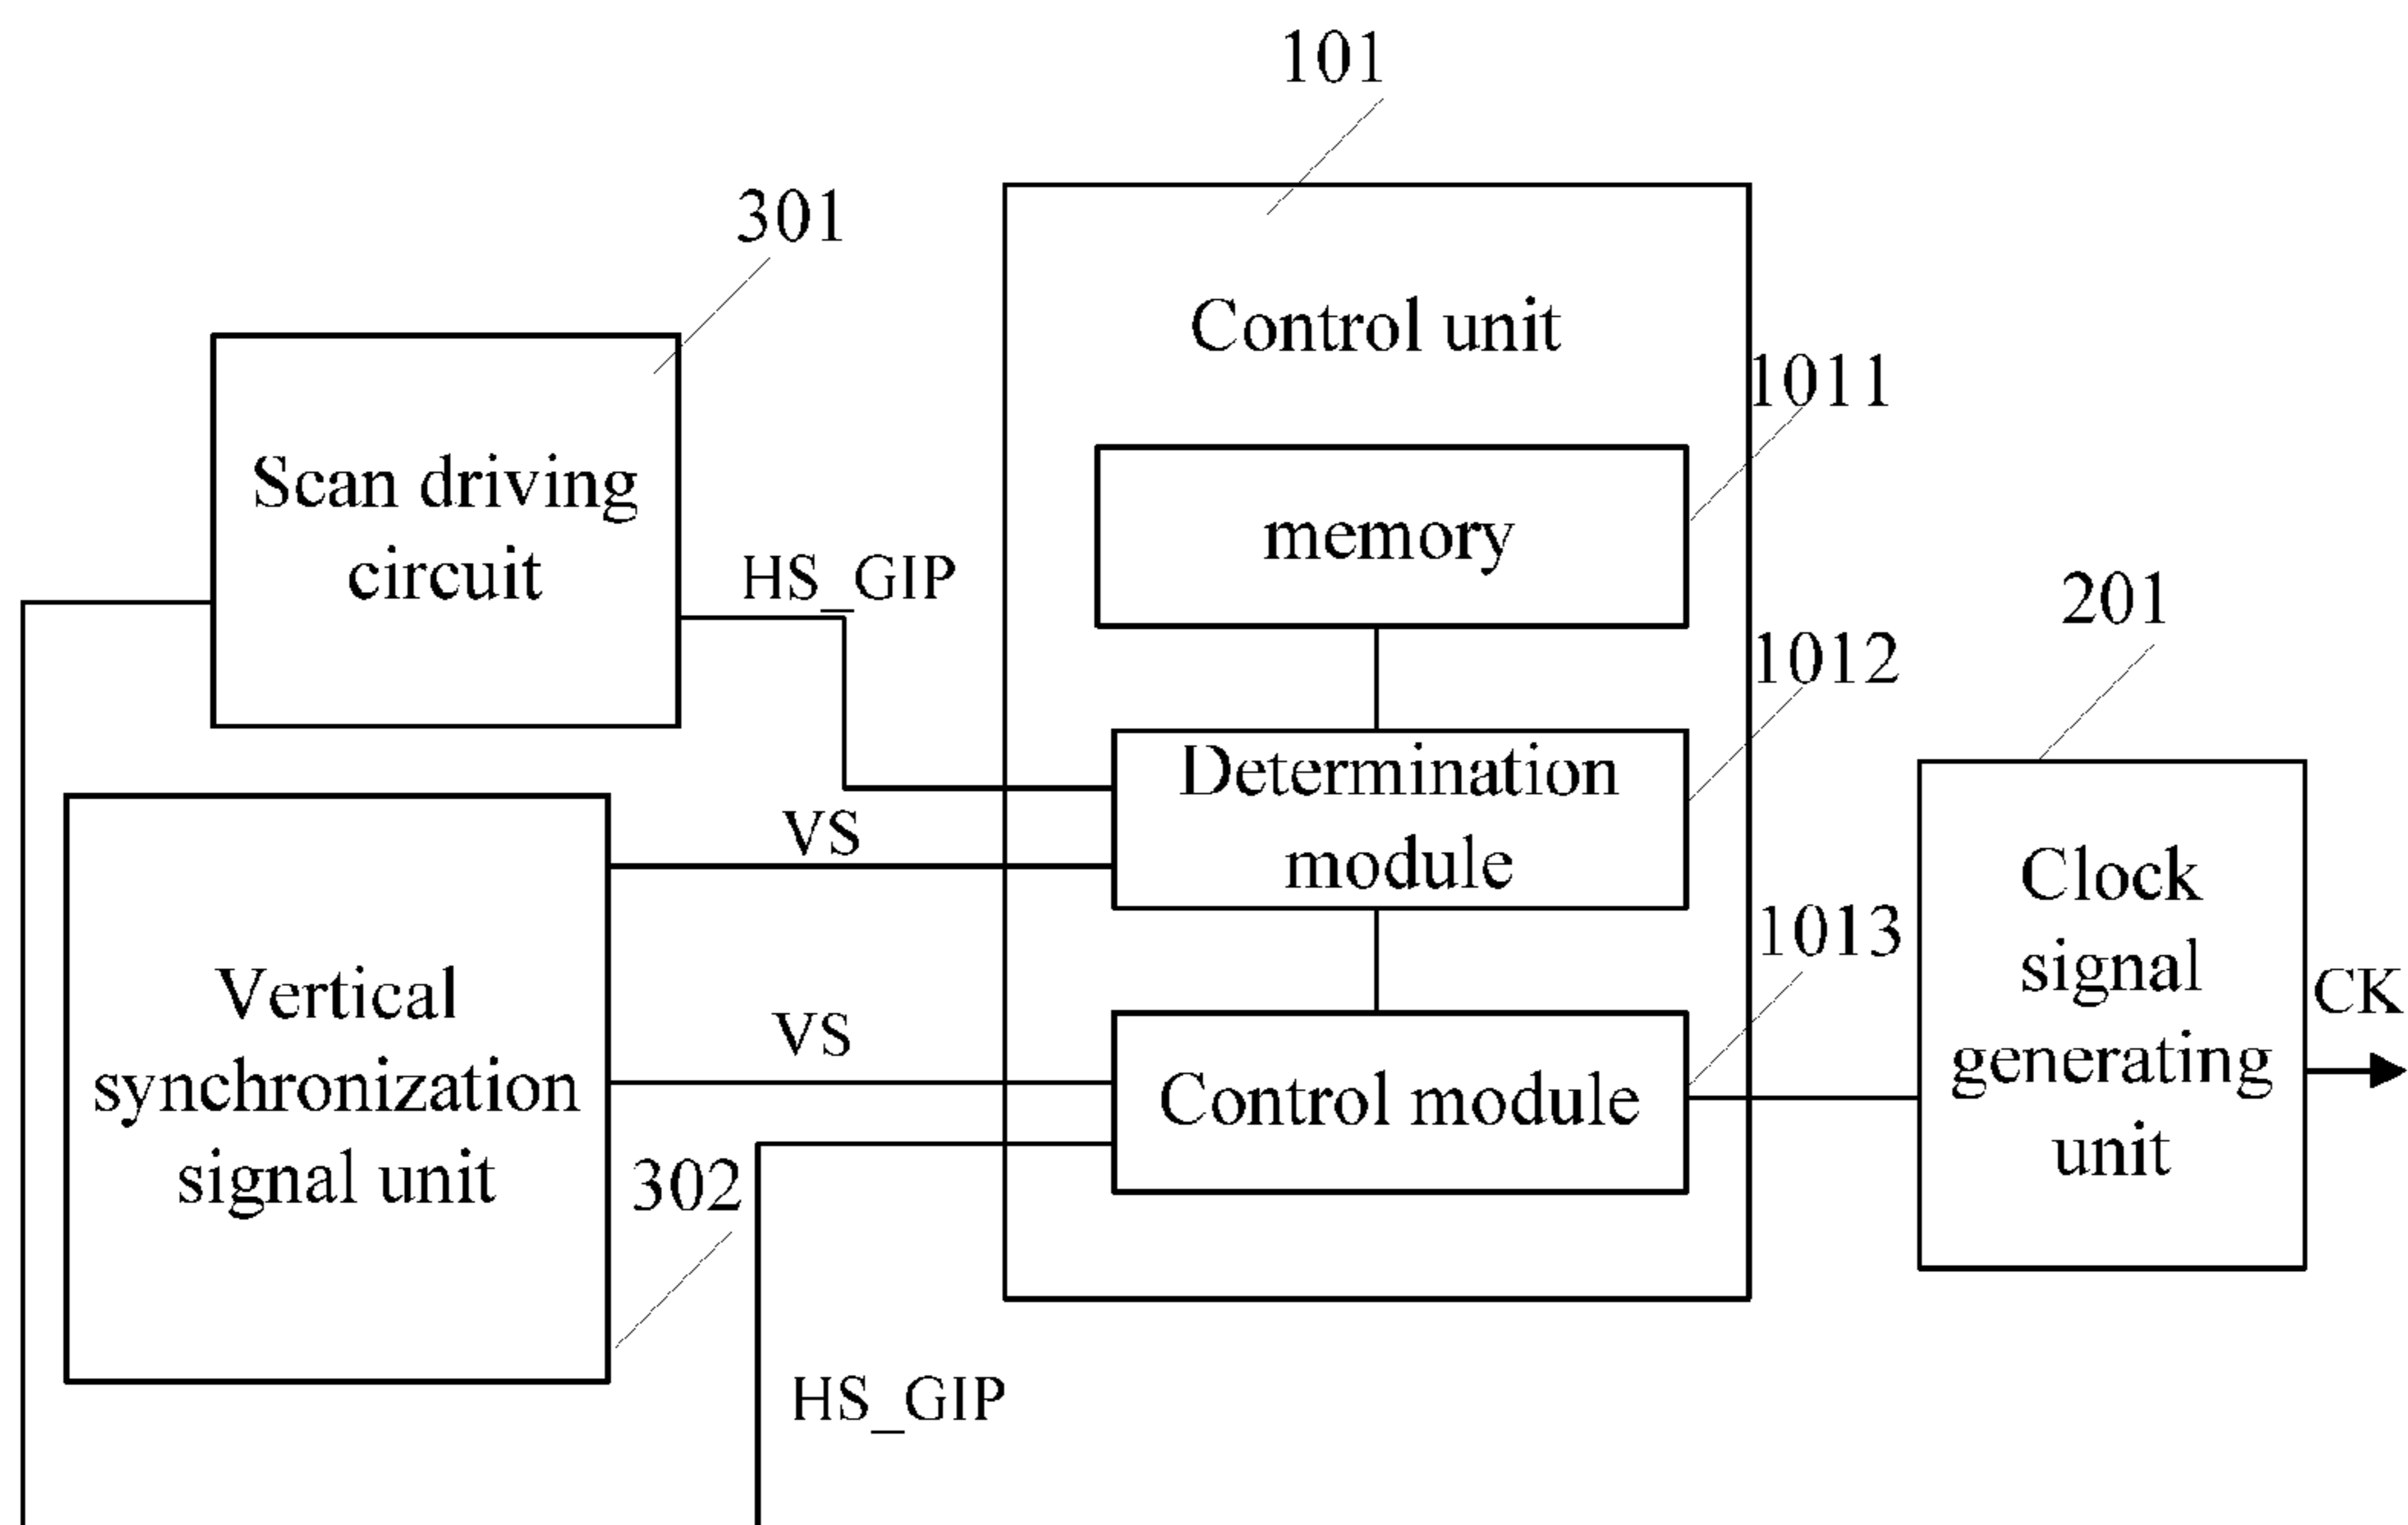 101
301
Control unit
1011
Scan driving
circuit
memory
HS_GIP
201
1012
Determination
module
VS
Clock
signal
generating
unit
1013
CK
Vertical
synchronization
signal unit
VS
Control module
302
HS_GIP